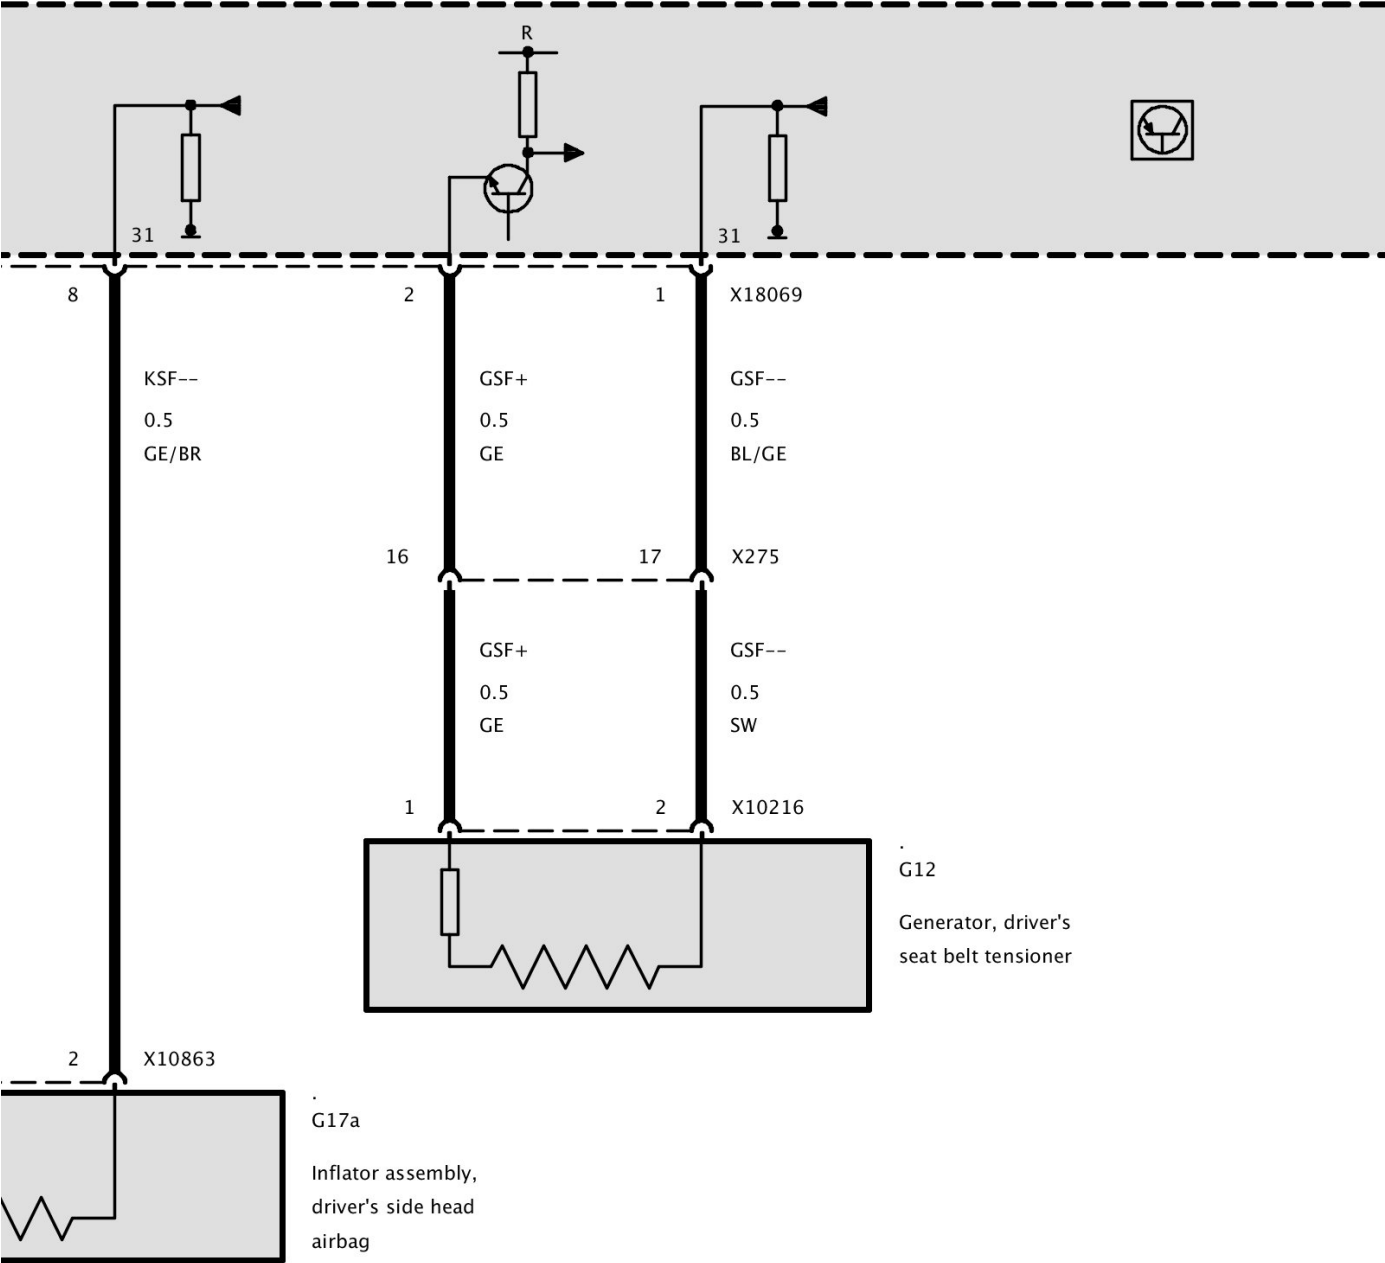 R
31
31
8
2
1
X18069
KSF--
0.5
GE/BR
GSF+
0.5
GE
GSF--
0.5
BL/GE
16
17
X275
GSF+
0.5
GE
GSF--
0.5
SW
1
2
X10216
.
G12
Generator, driver's
seat belt tensioner
2
X10863
.
G17a
Inflator assembly,
driver's side head
airbag